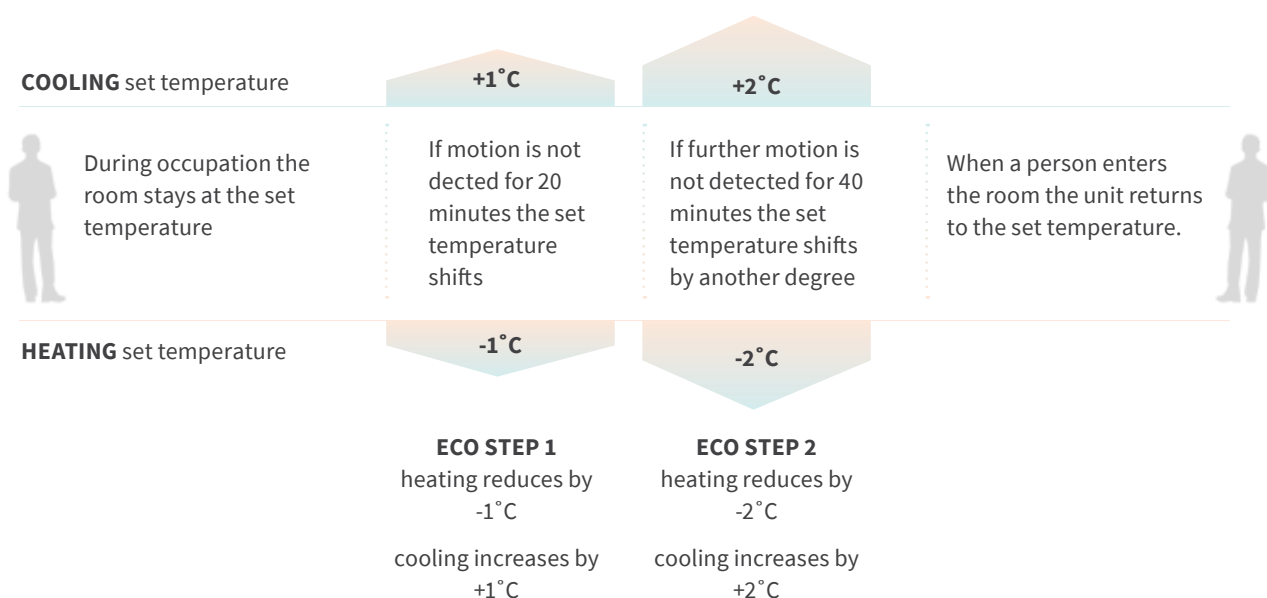 COOLING set temperature
+1˚C
+2˚C
During occupation the
room stays at the set
temperature
If motion is not
dected for 20
minutes the set
temperature
shifts
If further motion is
not detected for 40
minutes the set
temperature shifts
by another degree
When a person enters
the room the unit returns
to the set temperature.
HEATING set temperature
-1˚C
-2˚C
ECO STEP 1
heating reduces by
-1˚C
cooling increases by
+1˚C
ECO STEP 2
heating reduces by
-2˚C
cooling increases by
+2˚C